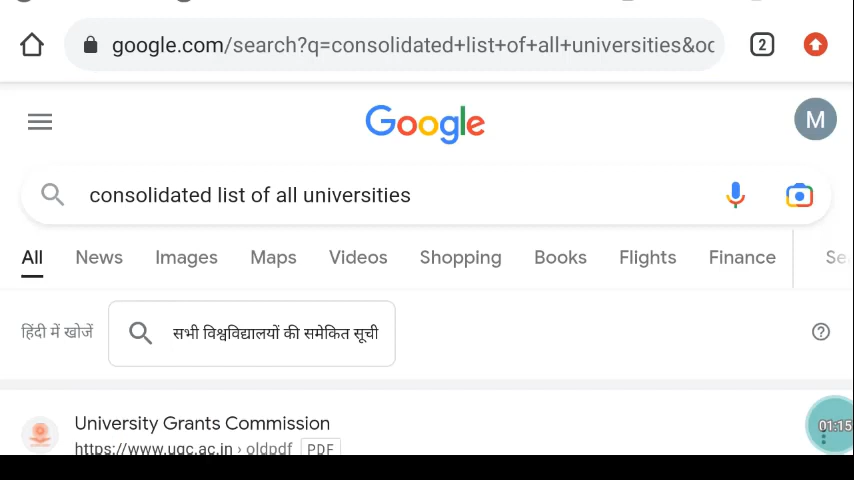 google.com/search?q=consolidated+list+of+all+universities&oc
2
Google
M
consolidated list of all universities
All News Images Maps Videos Shopping Books Flights Finance Se
हिंदी में खोजें
सभी विश्वविद्यालयों की समेकित सूची
University Grants Commission
https://www.ugc.ac.in › oldpdf PDF
01:15